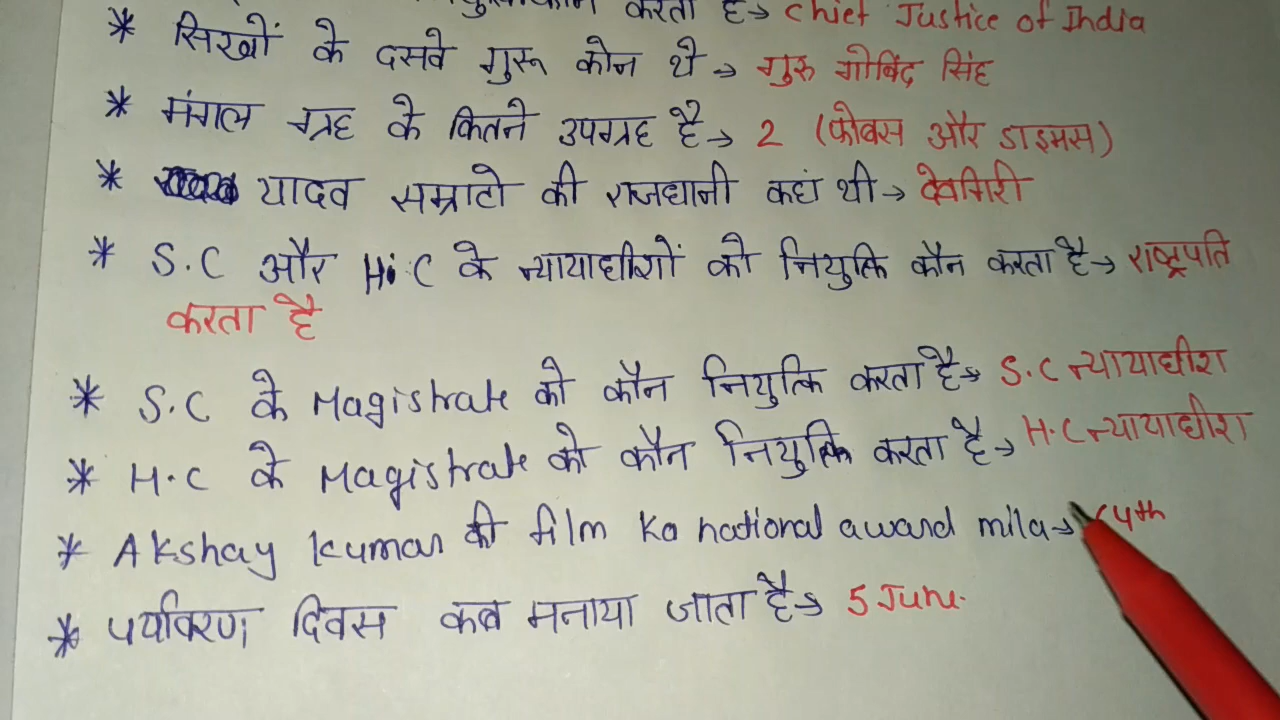 करता है→ Chief Justice of India
* सिखों के दसवे गुरू कोन थे→ गुरु गोबिंद सिंह
* मंगल ग्रह के कितने उपग्रह है→ 2 (फोबस और डाइमस)
* यादव सम्राटो की राजधानी कहां थी→ देवगिरी
* S.C और H.C के न्यायाधीशों को नियुक्ति कौन करता है→ राष्ट्रपति
करता है
* S.C के Magistrate को कौन नियुक्ति करता है→ S.C न्यायाधीश
* H.C के Magistrate को कौन नियुक्ति करता है→ H.C न्यायाधीश
* Akshay Kumar की film Ko national award mila→ 4th
* पर्यावरण दिवस कब मनाया जाता है→ 5 June.